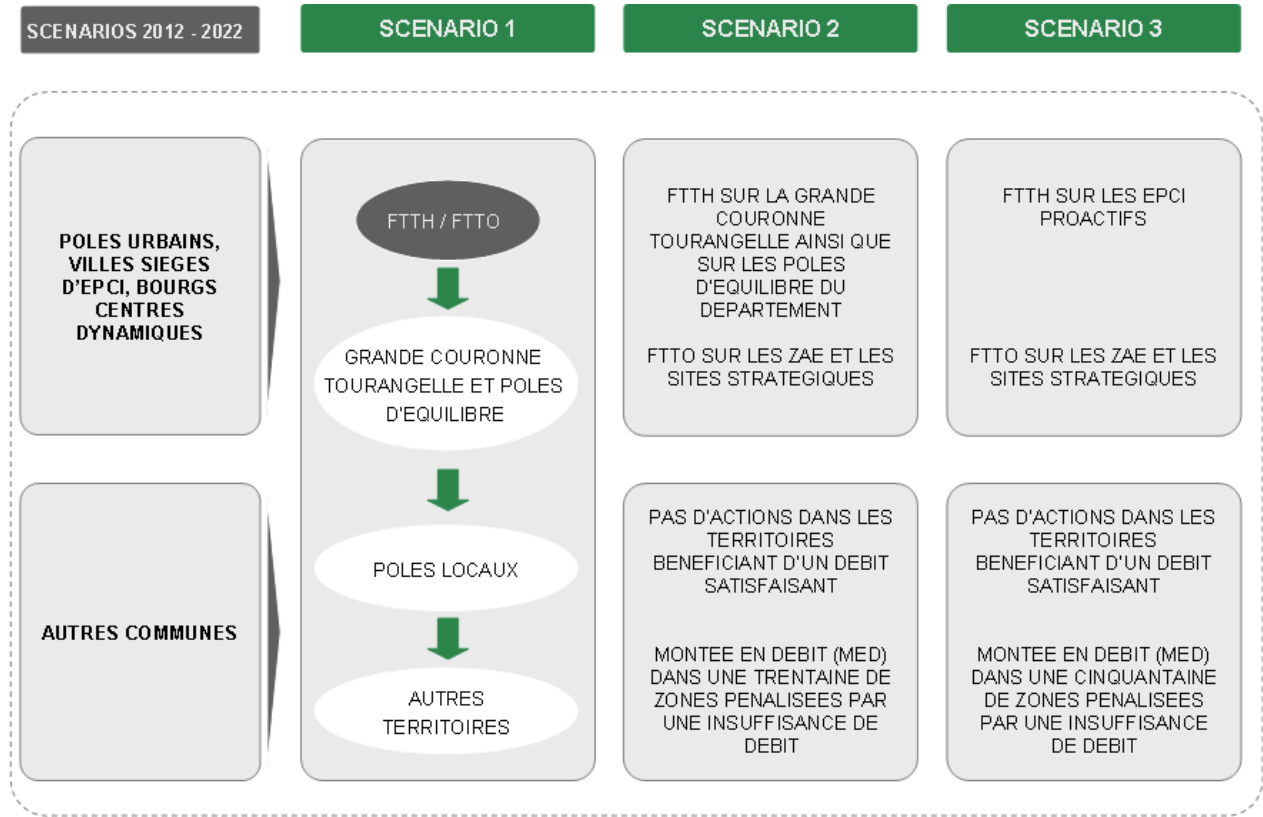 SCENARIOS 2012 - 2022
SCENARIO 1
SCENARIO 2
SCENARIO 3
POLES URBAINS,
VILLES SIEGES
D'EPCI, BOURGS
CENTRES
DYNAMIQUES
FTTH / FTTO
GRANDE COURONNE
TOURANGELLE ET POLES
D'EQUILIBRE
POLES LOCAUX
AUTRES
TERRITOIRES
FTTH SUR LA GRANDE
COURONNE
TOURANGELLE AINSI QUE
SUR LES POLES
D'EQUILIBRE DU
DEPARTEMENT
FTTO SUR LES ZAE ET LES
SITES STRATEGIQUES
FTTH SUR LES EPCI
PROACTIFS
FTTO SUR LES ZAE ET LES
SITES STRATEGIQUES
AUTRES COMMUNES
PAS D'ACTIONS DANS LES
TERRITOIRES
BENEFICIANT D'UN DEBIT
SATISFAISANT
MONTEE EN DEBIT (MED)
DANS UNE TRENTAINE DE
ZONES PENALISEES PAR
UNE INSUFFISANCE DE
DEBIT
PAS D'ACTIONS DANS LES
TERRITOIRES
BENEFICIANT D'UN DEBIT
SATISFAISANT
MONTEE EN DEBIT (MED)
DANS UNE CINQUANTAINE
DE ZONES PENALISEES
PAR UNE INSUFFISANCE
DE DEBIT